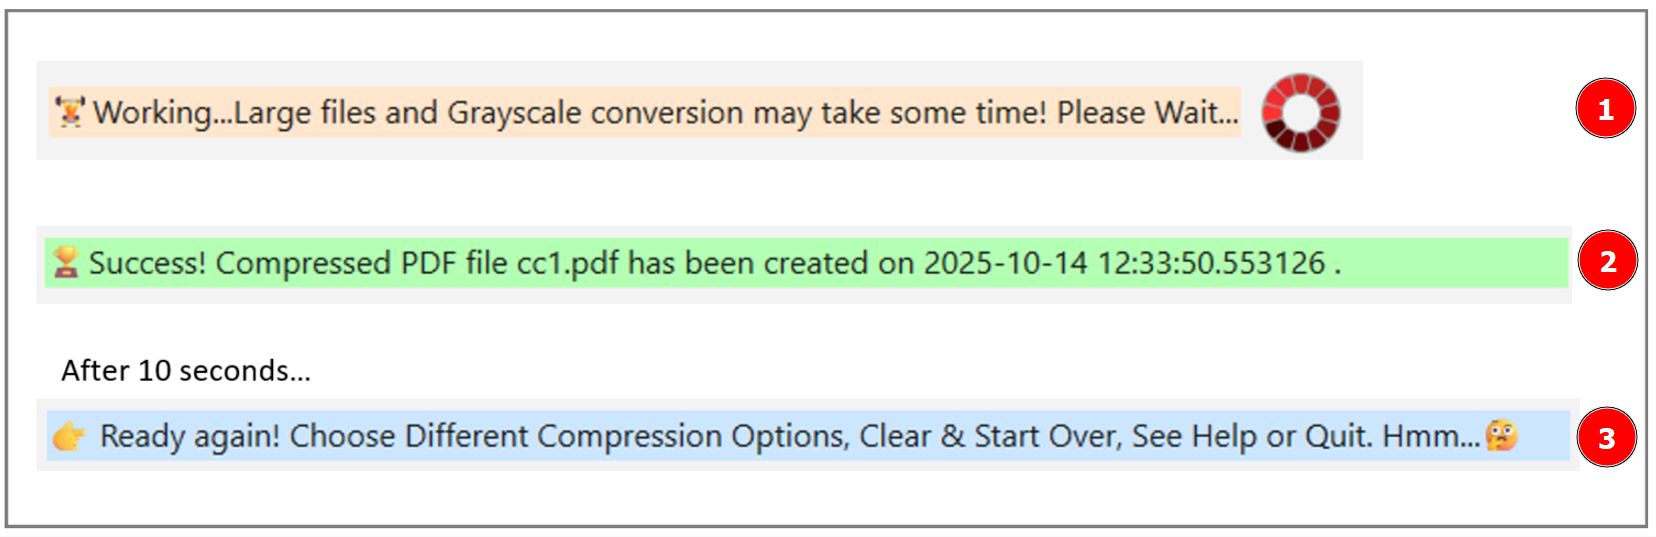 🏋Working...Large files and Grayscale conversion may take some time! Please Wait...
1
🏆Success! Compressed PDF file cc1.pdf has been created on 2025-10-14 12:33:50.553126 .
2
After 10 seconds...
👉 Ready again! Choose Different Compression Options, Clear & Start Over, See Help or Quit. Hmm...🤔
3